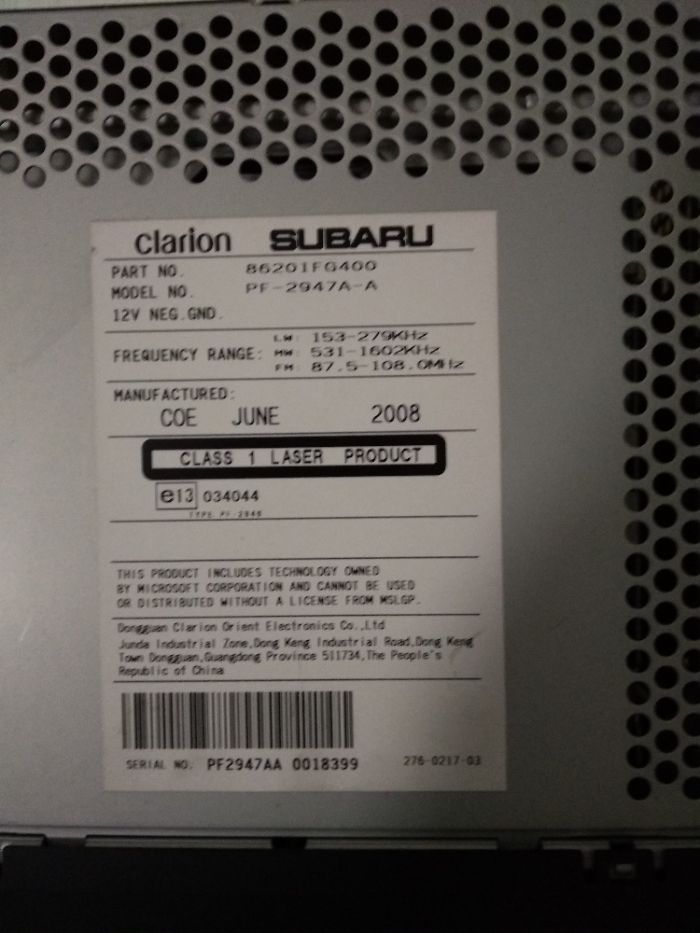 clarion SUBARU
PART NO. 86201FG400
MODEL NO. PF-2947A-A
12V NEG.GND.
FREQUENCY RANGE: LW: 153-279KHz
MW: 531-1602KHz
FM: 87.5-108.0MHz
MANUFACTURED:
COE JUNE 2008
CLASS 1 LASER PRODUCT
e13 034044
TYPE PF-2948
THIS PRODUCT INCLUDES TECHNOLOGY OWNED
BY MICROSOFT CORPORATION AND CANNOT BE USED
OR DISTRIBUTED WITHOUT A LICENSE FROM MSLGP.
Dongguan Clarion Orient Electronics Co.,Ltd
Junda Industrial Zone,Dong Keng Industrial Road,Dong Keng
Town Dongguan,Guangdong Province 511734,The People's
Republic of China
SERIAL NO. PF2947AA 0018399 276-0217-03